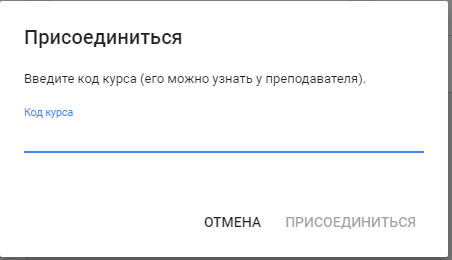 Присоединиться
Введите код курса (его можно узнать у преподавателя).
Код курса
ОТМЕНА ПРИСОЕДИНИТЬСЯ